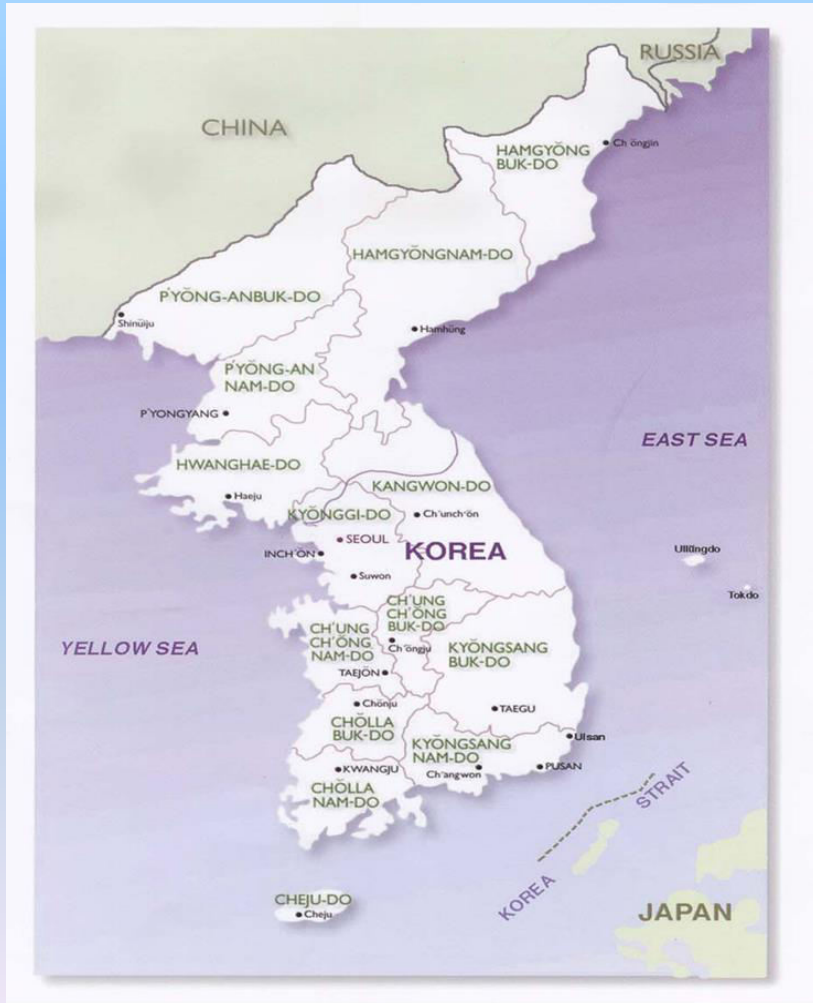 RUSSIA
CHINA
HAMGYŎNG
BUK-DO
Ch ŏngjin
HAMGYŎNGNAM-DO
P'YŎNG-ANBUK-DO
Shinŭiju
Hamhŭng
P'YŎNG-AN
NAM-DO
P'YONGYANG
EAST SEA
HWANGHAE-DO
KANGWON-DO
Haeju
KYŎNGGI-DO
Ch'unch'ŏn
SEOUL
KOREA
INCH'ŎN
Ullŭngdo
Suwon
Tokdo
CH'UNG
CH'ŎNG
BUK-DO
CH'UNG
CH'ŎNG
NAM-DO
Ch'ŏngju
YELLOW SEA
KYŎNGSANG
BUK-DO
TAEJŎN
Chŏnju
TAEGU
CHŎLLA
BUK-DO
Ulsan
KYŎNGSANG
NAM-DO
KWANGJU
Ch'angwon
PUSAN
CHŎLLA
NAM-DO
KOREA STRAIT
CHEJU-DO
Cheju
JAPAN